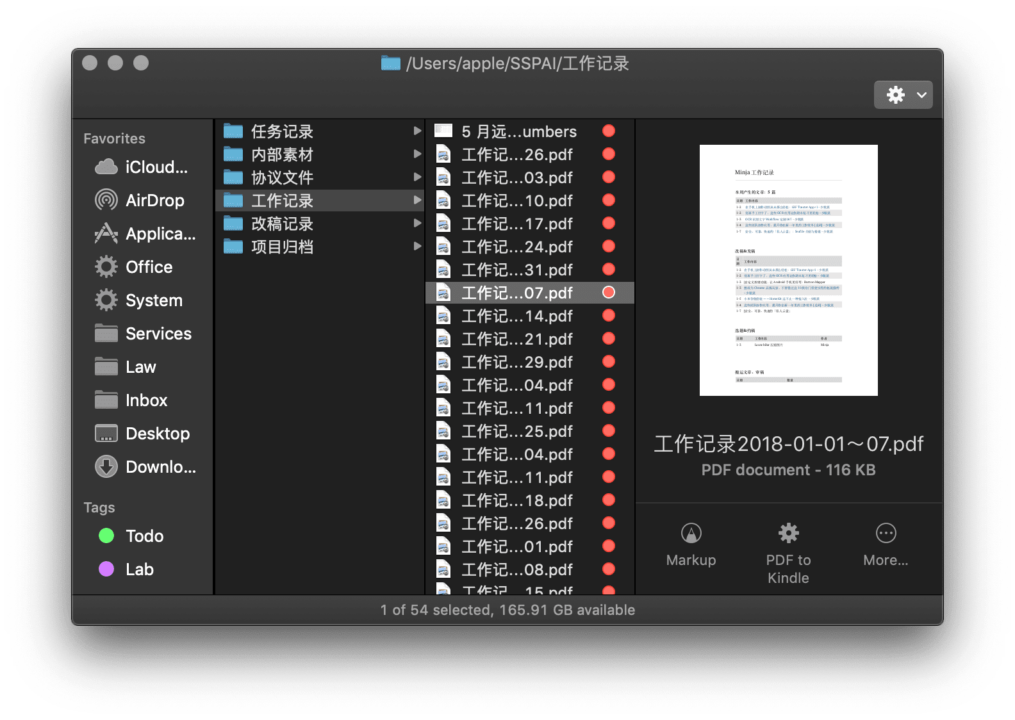 /Users/apple/SSPAI/工作记录
Favorites
iCloud...
AirDrop
Applica...
Office
System
Services
Law
Inbox
Desktop
Downlo...
Tags
Todo
Lab
任务记录
内部素材
协议文件
工作记录
改稿记录
项目归档
5 月远...umbers
工作记...26.pdf
工作记...03.pdf
工作记...10.pdf
工作记...17.pdf
工作记...24.pdf
工作记...31.pdf
工作记...07.pdf
工作记...14.pdf
工作记...21.pdf
工作记...29.pdf
工作记...04.pdf
工作记...11.pdf
工作记...25.pdf
工作记...04.pdf
工作记...11.pdf
工作记...18.pdf
工作记...26.pdf
工作记...01.pdf
工作记...08.pdf
工作记...15.pdf
Minja 工作记录
工作记录2018-01-01～07.pdf
PDF document - 116 KB
Markup
PDF to
Kindle
More...
1 of 54 selected, 165.91 GB available